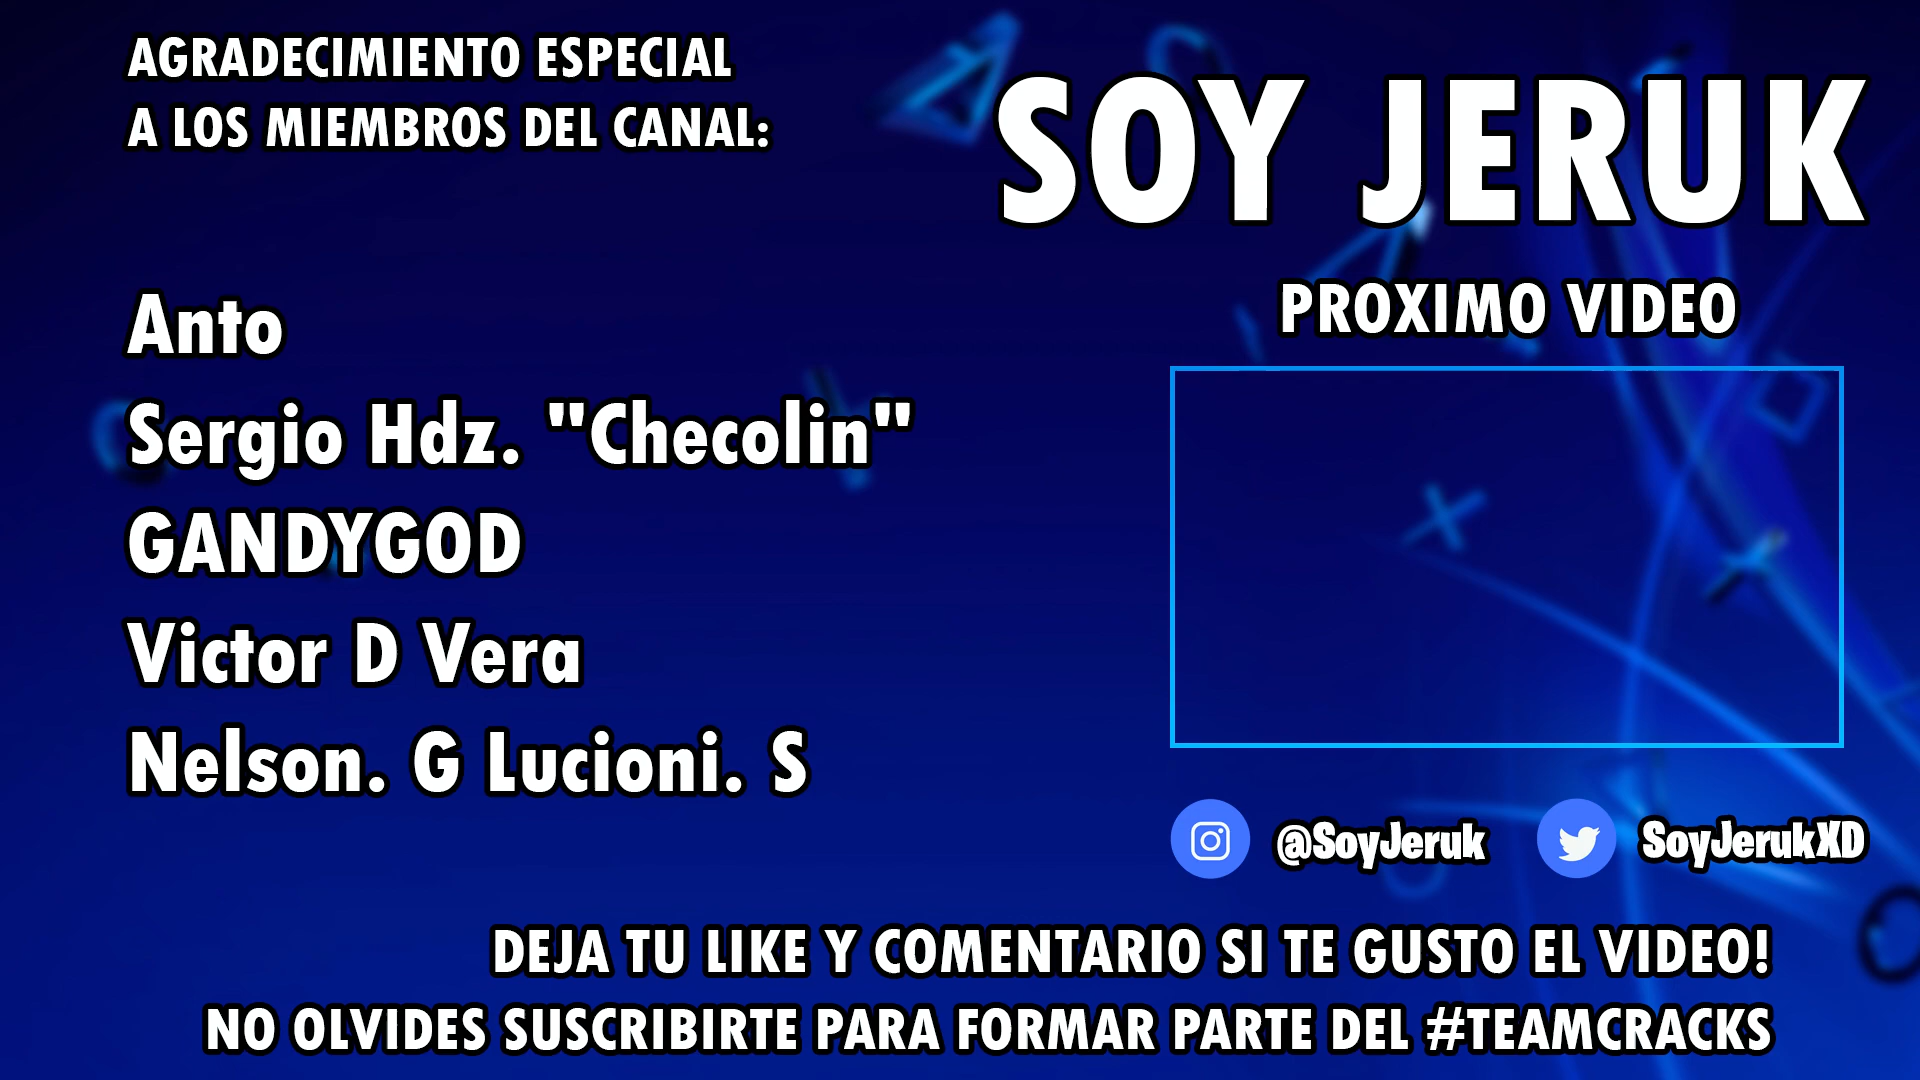 AGRADECIMIENTO ESPECIAL
A LOS MIEMBROS DEL CANAL:
Anto
Sergio Hdz. "Checolin"
GANDYGOD
Victor D Vera
Nelson. G Lucioni. S
SOY JERUK
PROXIMO VIDEO
@SoyJeruk
SoyJerukXD
DEJA TU LIKE Y COMENTARIO SI TE GUSTO EL VIDEO!
NO OLVIDES SUSCRIBIRTE PARA FORMAR PARTE DEL #TEAMCRACKS